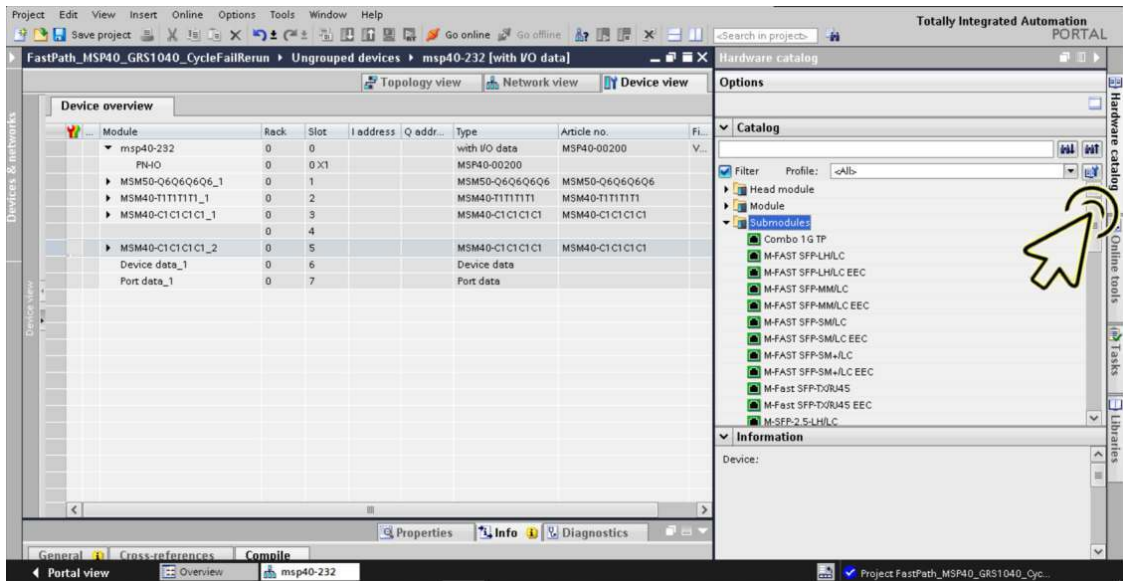 Project Edit View Insert Online Options Tools Window Help
Totally Integrated Automation
PORTAL
Save project Go online Go offline <Search in project>
FastPath_MSP40_GRS1040_CycleFailRerun Ungrouped devices msp40-232 [with I/O data]
Hardware catalog
Topology view Network view Device view
Options
Device overview
... Module Rack Slot I address Q addr... Type Article no. Fi...
msp40-232 0 0 with I/O data MSP40-00200 V...
PN-IO 0 0 X1 MSP40-00200
MSM50-Q6Q6Q6Q6_1 0 1 MSM50-Q6Q6Q6Q6 MSM50-Q6Q6Q6Q6
MSM40-T1T1T1T1_1 0 2 MSM40-T1T1T1T1 MSM40-T1T1T1T1
MSM40-C1C1C1C1_1 0 3 MSM40-C1C1C1C1 MSM40-C1C1C1C1
0 4
MSM40-C1C1C1C1_2 0 5 MSM40-C1C1C1C1 MSM40-C1C1C1C1
Device data_1 0 6 Device data
Port data_1 0 7 Port data
Catalog
Filter Profile: <All>
Head module
Module
Submodules
Combo 1G TP
M-FAST SFP-LH/LC
M-FAST SFP-LH/LC EEC
M-FAST SFP-MM/LC
M-FAST SFP-MM/LC EEC
M-FAST SFP-SM/LC
M-FAST SFP-SM/LC EEC
M-FAST SFP-SM+/LC
M-FAST SFP-SM+/LC EEC
M-Fast SFP-TX/RJ45
M-Fast SFP-TX/RJ45 EEC
M-SFP-2.5-LH/LC
Information
Device:
Devices & networks
Device view
Hardware catalog
Online tools
Tasks
Libraries
Properties Info Diagnostics
General Cross-references Compile
Portal view Overview msp40-232 Project FastPath_MSP40_GRS1040_Cyc...